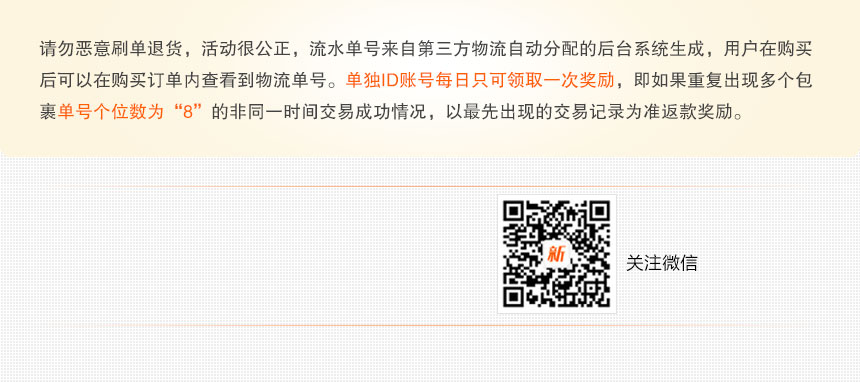 请勿恶意刷单退货，活动很公正，流水单号来自第三方物流自动分配的后台系统生成，用户在购买
后可以在购买订单内查看到物流单号。单独ID账号每日只可领取一次奖励，即如果重复出现多个包
裹单号个位数为“8”的非同一时间交易成功情况，以最先出现的交易记录为准返款奖励。
新
关注微信